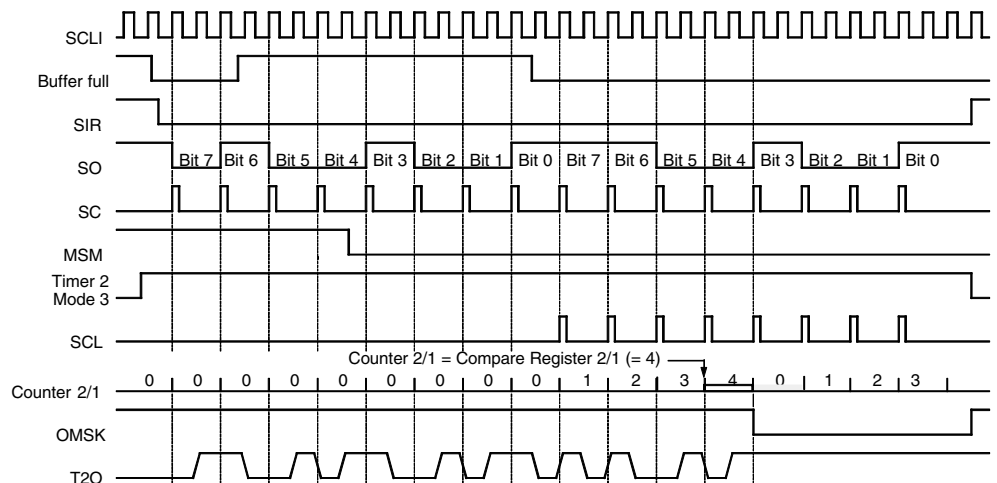 SCLI
Buffer full
SIR
SO
Bit 7 Bit 6 Bit 5 Bit 4 Bit 3 Bit 2 Bit 1 Bit 0 Bit 7 Bit 6 Bit 5 Bit 4 Bit 3 Bit 2 Bit 1 Bit 0
SC
MSM
Timer 2
Mode 3
SCL
Counter 2/1 = Compare Register 2/1 (= 4)
Counter 2/1
0 0 0 0 0 0 0 0 0 1 2 3 4 0 1 2 3
OMSK
T2O